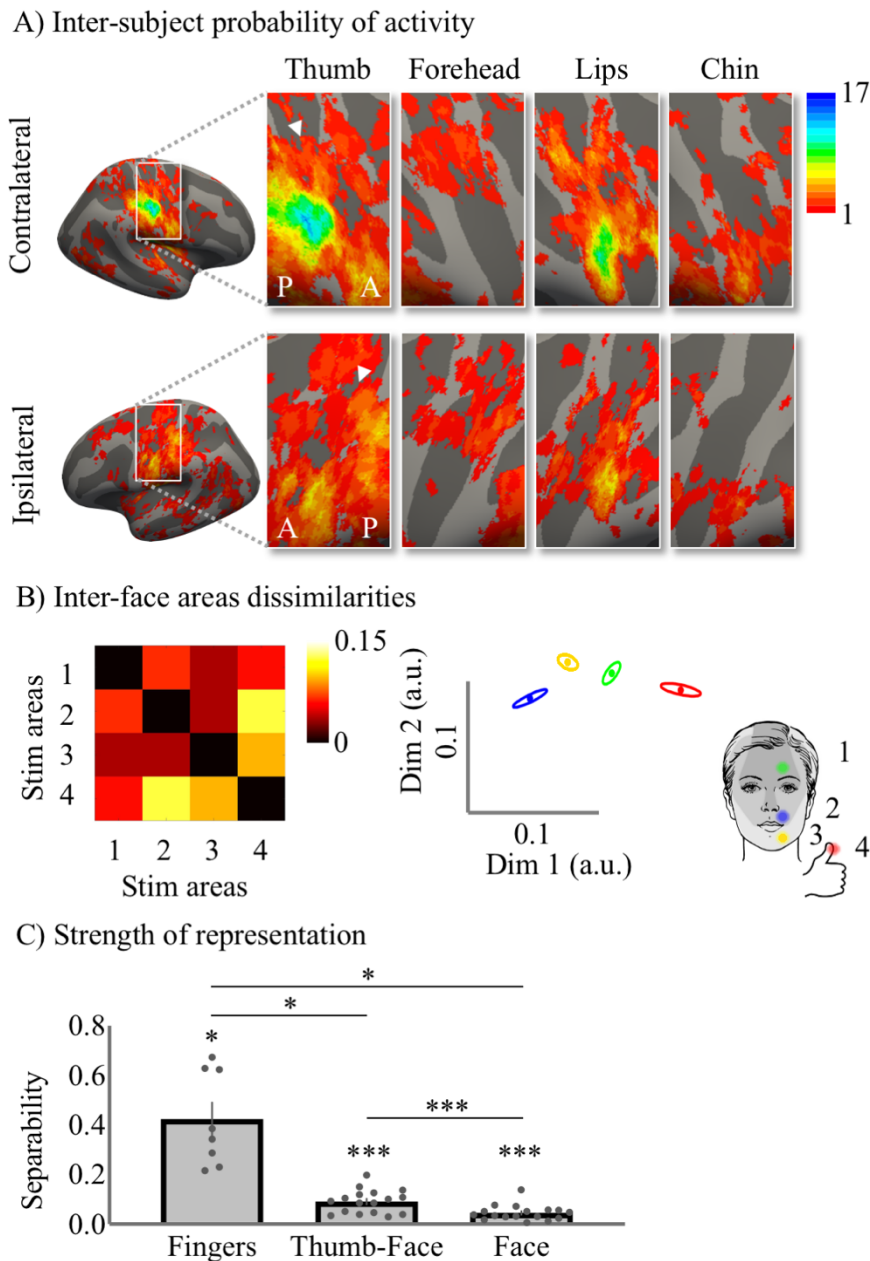 A) Inter-subject probability of activity
Thumb Forehead Lips Chin
Contralateral
P A
17
1
Ipsilateral
A P
B) Inter-face areas dissimilarities
Stim areas
1
2
3
4
1 2 3 4
Stim areas
0.15
0
Dim 2 (a.u.)
0.1
0.1
Dim 1 (a.u.)
1
2
3
4
C) Strength of representation
Separability
0.8
0.6
0.4
0.2
0.0
*
*
*
***
***
***
Fingers Thumb-Face Face